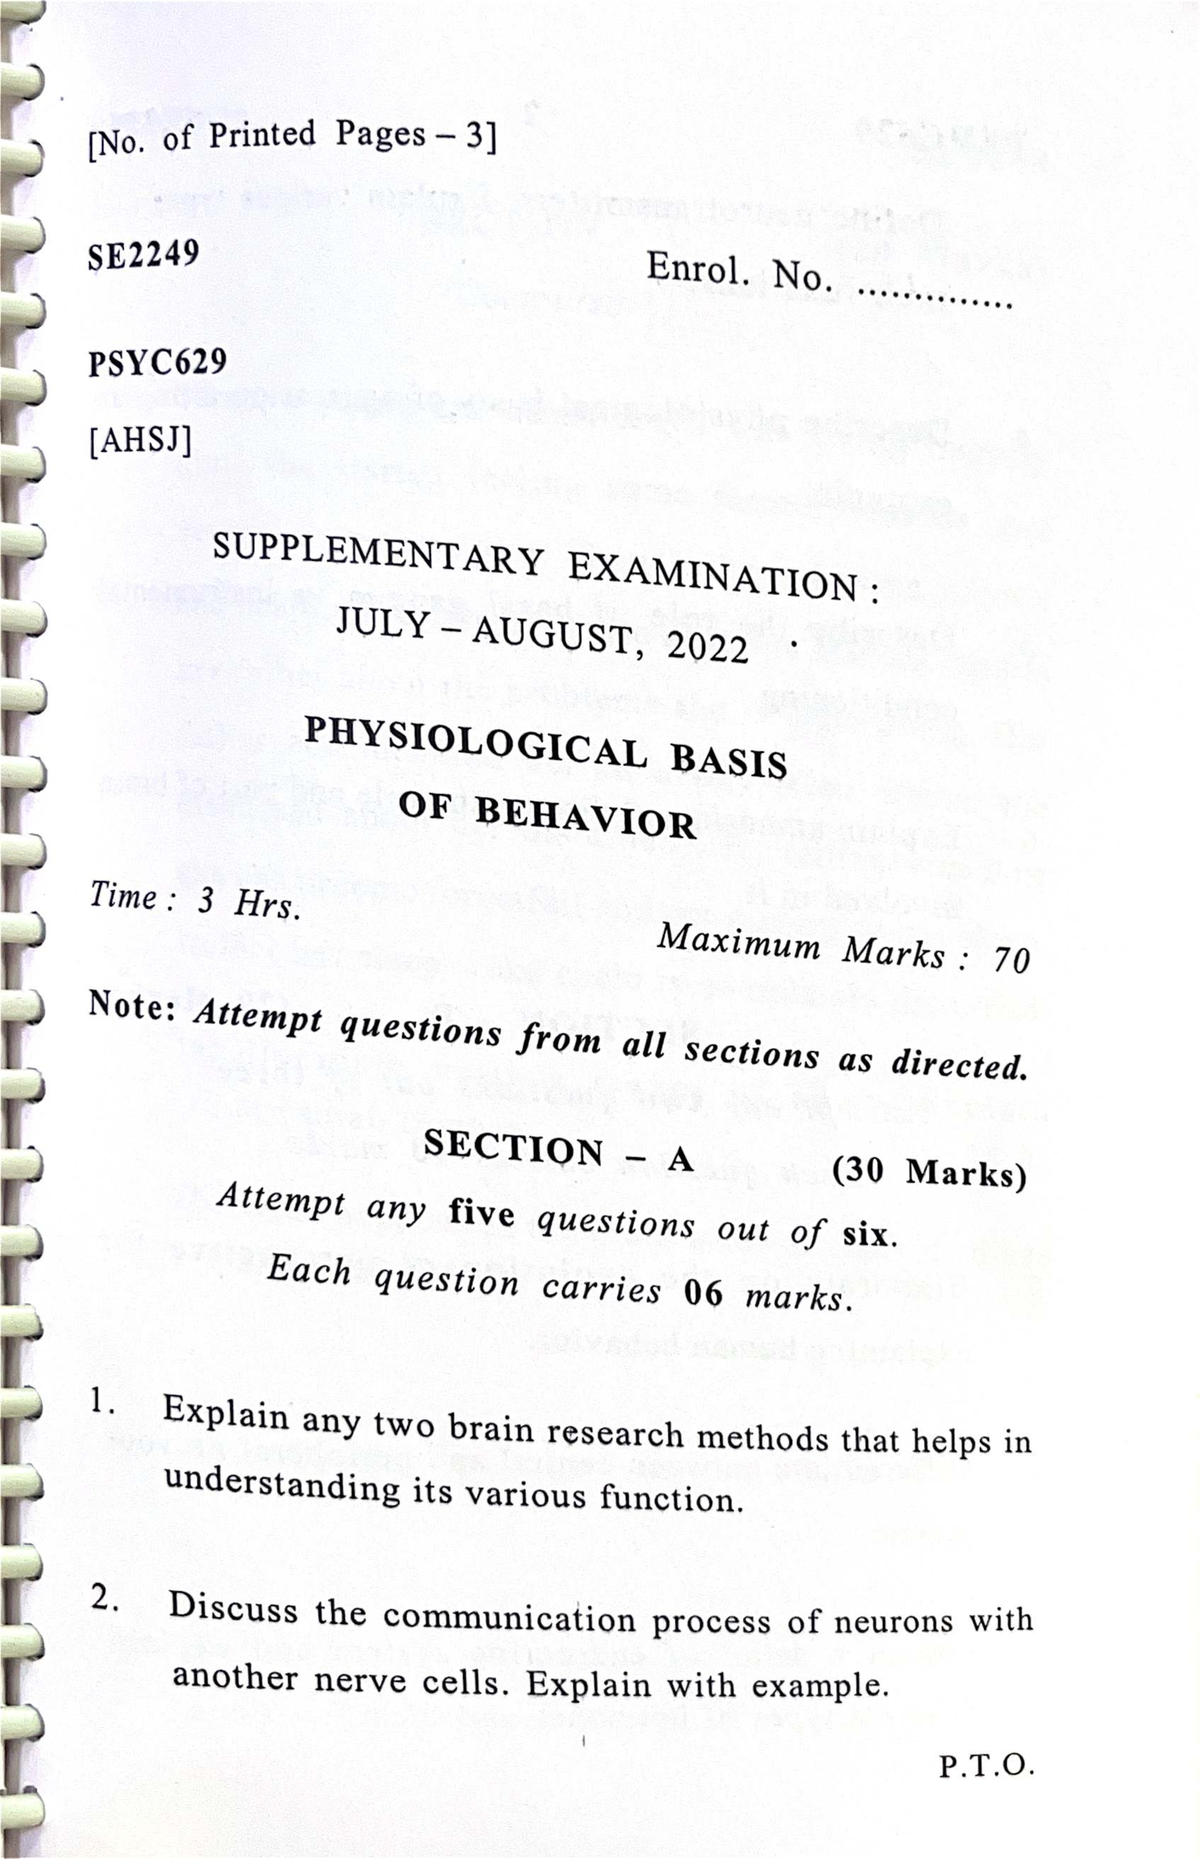 [No. of Printed Pages – 3]
SE2249
Enrol. No. ..............
PSYC629
[AHSJ]
SUPPLEMENTARY EXAMINATION :
JULY – AUGUST, 2022
PHYSIOLOGICAL BASIS
OF BEHAVIOR
Time : 3 Hrs.
Maximum Marks : 70
Note: Attempt questions from all sections as directed.
SECTION – A (30 Marks)
Attempt any five questions out of six.
Each question carries 06 marks.
1. Explain any two brain research methods that helps in
understanding its various function.
2. Discuss the communication process of neurons with
another nerve cells. Explain with example.
P.T.O.